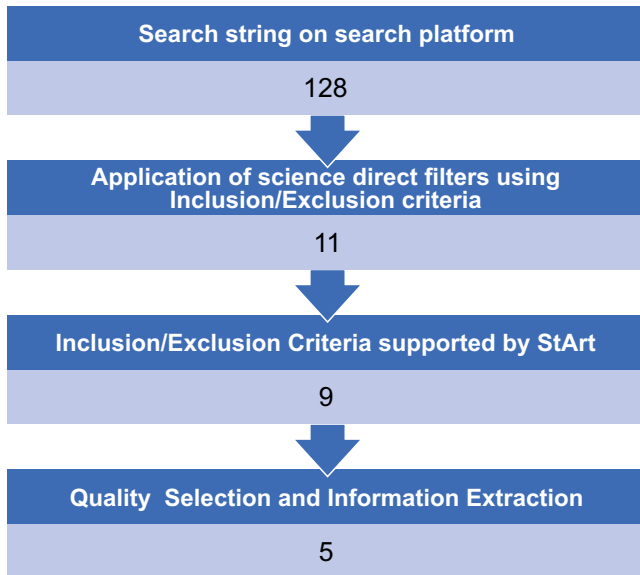 Search string on search platform
128
Application of science direct filters using
Inclusion/Exclusion criteria
11
Inclusion/Exclusion Criteria supported by StArt
9
Quality Selection and Information Extraction
5